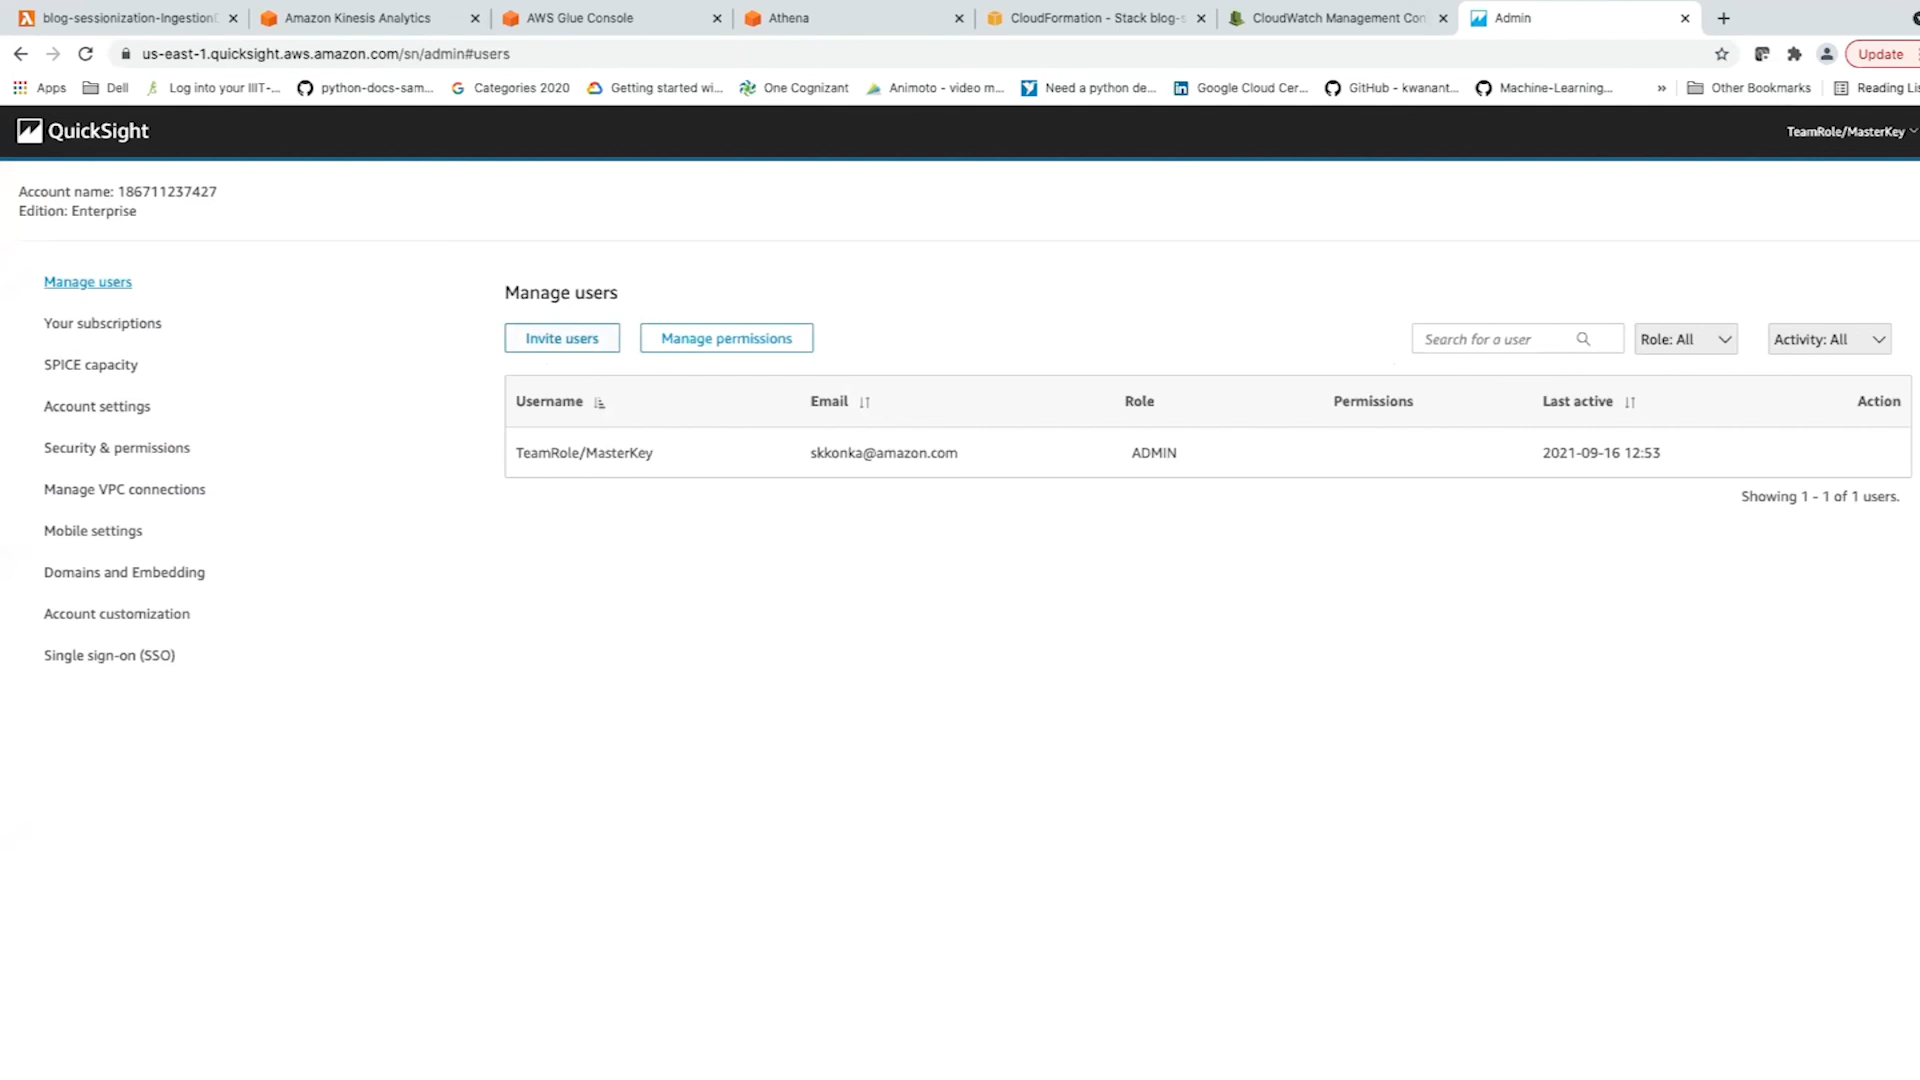 blog-sessionization-Ingestion
Amazon Kinesis Analytics
AWS Glue Console
Athena
CloudFormation - Stack blog-s
CloudWatch Management Con
Admin
us-east-1.quicksight.aws.amazon.com/sn/admin#users
Update
Apps
Dell
Log into your IIIT-...
python-docs-sam...
Categories 2020
Getting started wi...
One Cognizant
Animoto - video m...
Need a python de...
Google Cloud Cer...
GitHub - kwanant...
Machine-Learning...
»
Other Bookmarks
Reading Lis
QuickSight
TeamRole/MasterKey
Account name: 186711237427
Edition: Enterprise
Manage users
Your subscriptions
SPICE capacity
Account settings
Security & permissions
Manage VPC connections
Mobile settings
Domains and Embedding
Account customization
Single sign-on (SSO)
Manage users
Invite users
Manage permissions
Search for a user
Role: All
Activity: All
Username
Email
Role
Permissions
Last active
Action
TeamRole/MasterKey
skkonka@amazon.com
ADMIN
2021-09-16 12:53
Showing 1 - 1 of 1 users.